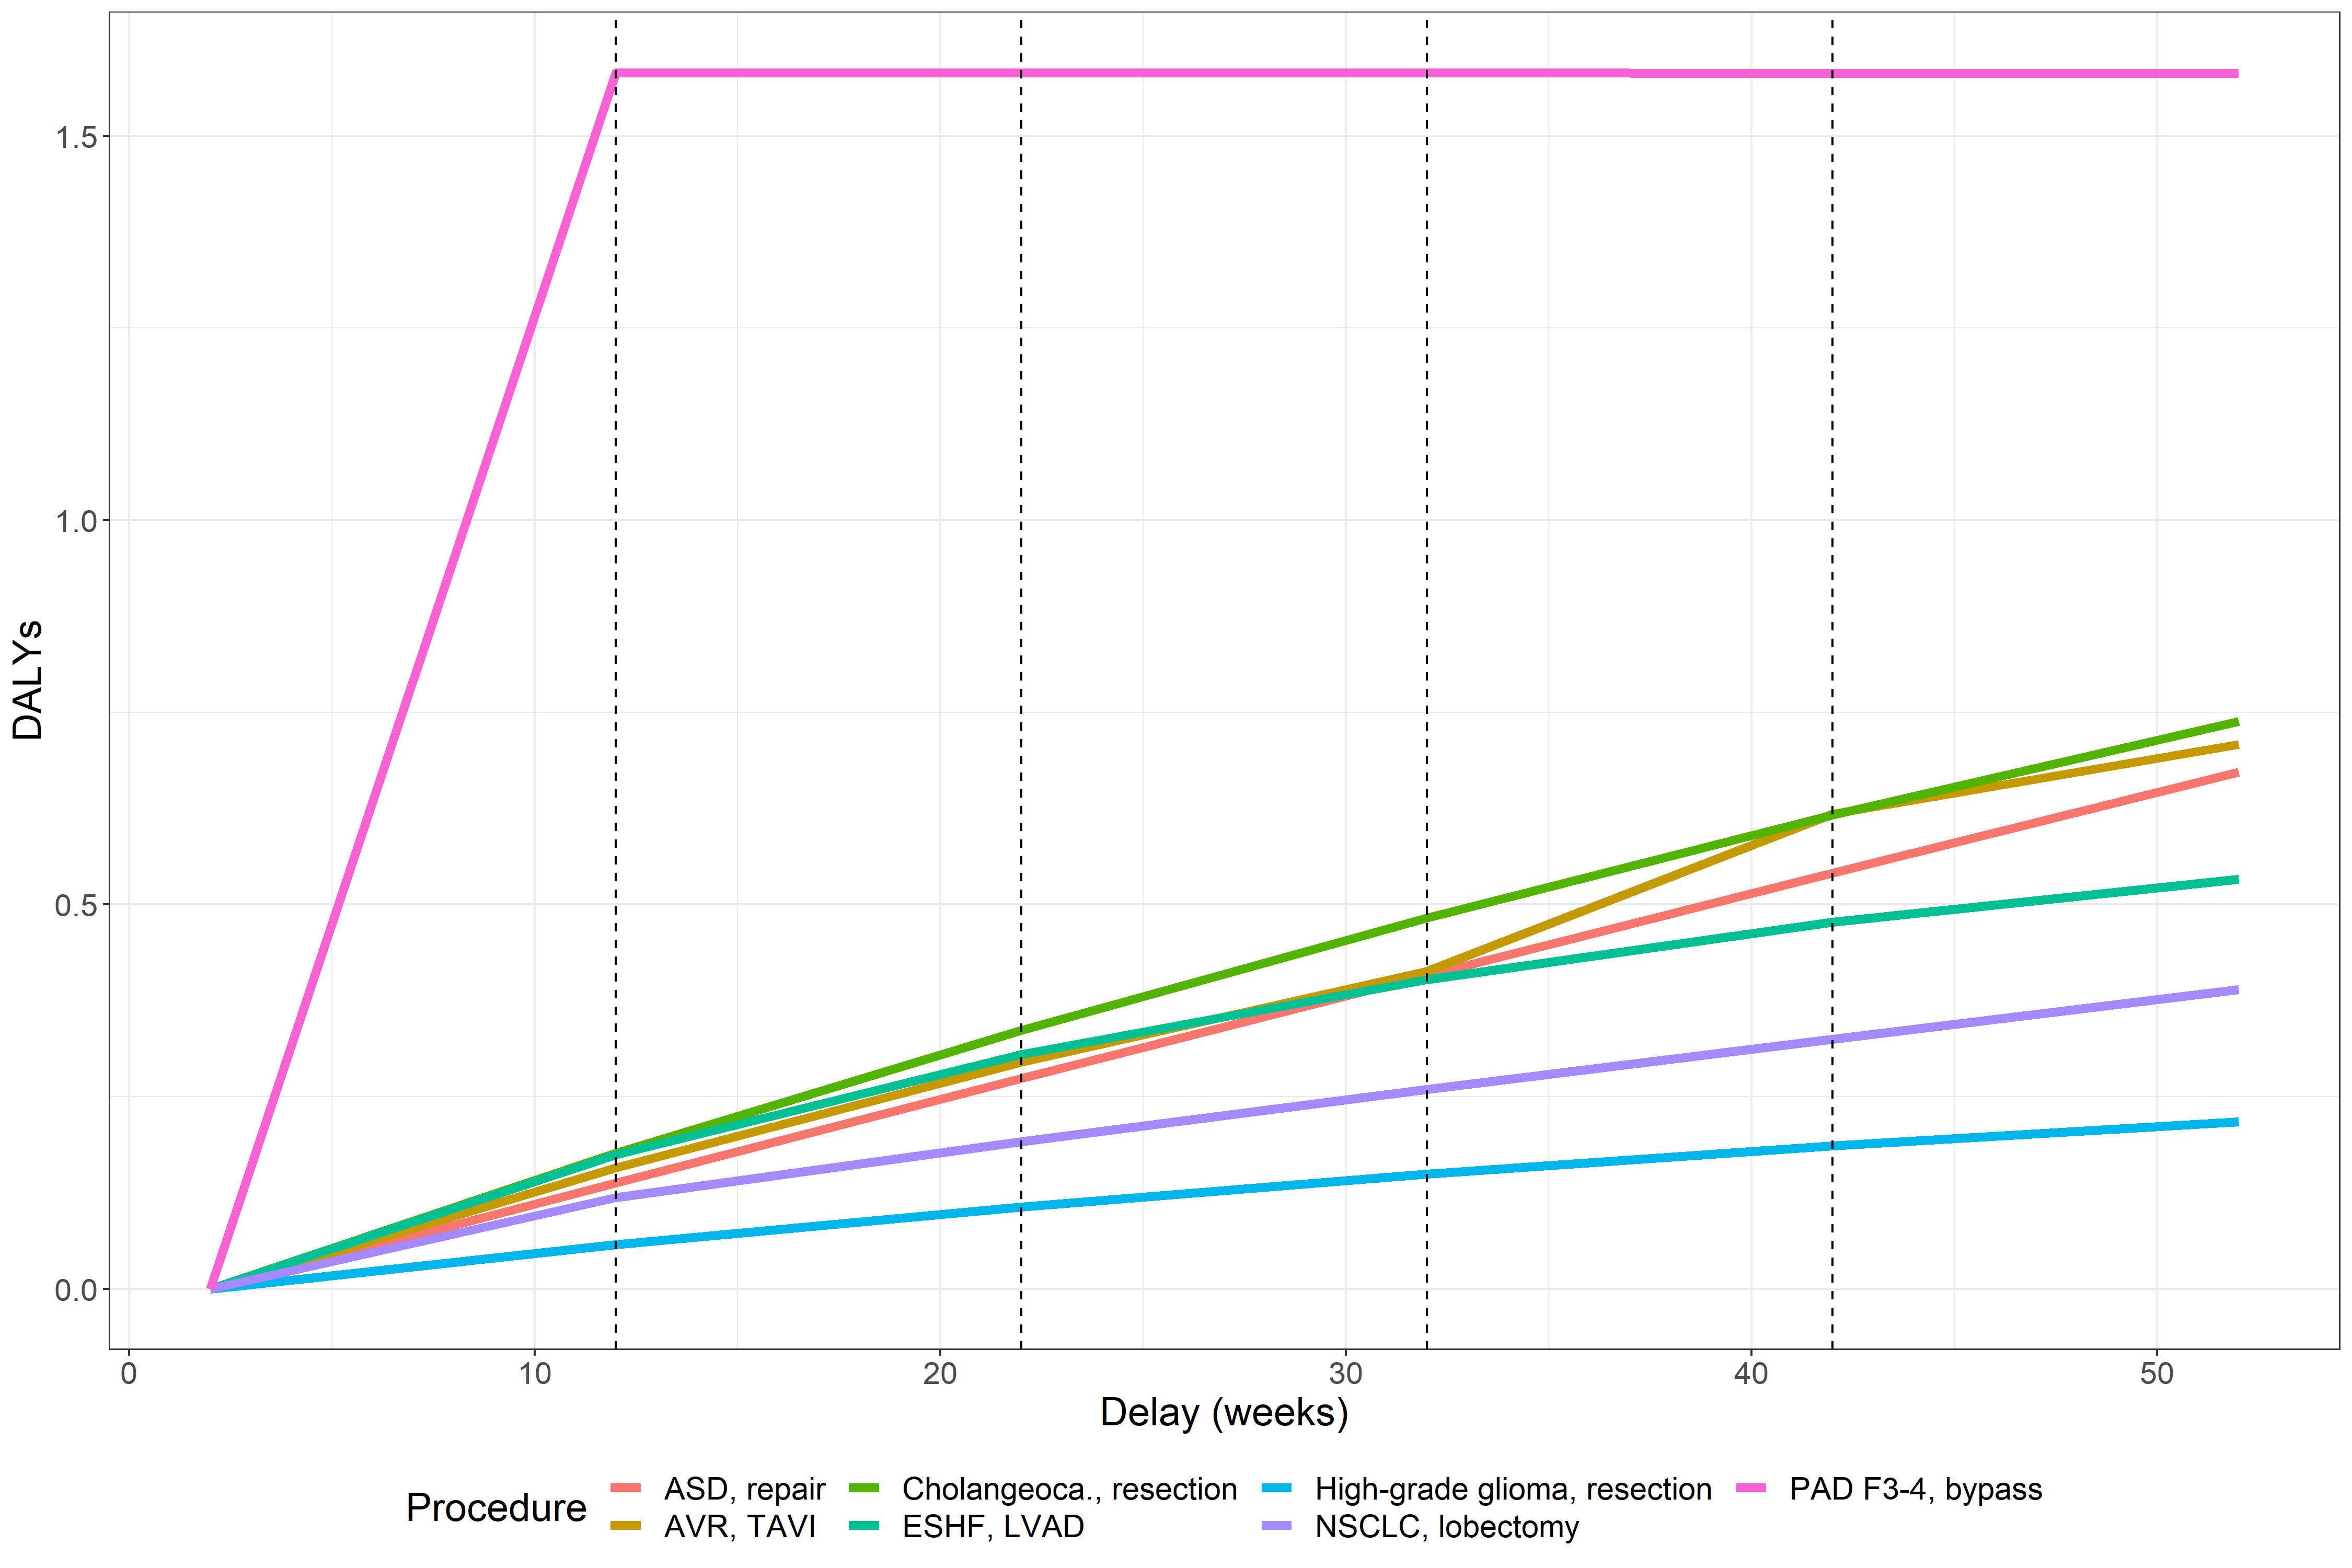 1.5
1.0
0.5
0.0
DALYs
0 10 20 30 40 50
Delay (weeks)
Procedure
ASD, repair Cholangeoca., resection High-grade glioma, resection PAD F3-4, bypass
AVR, TAVI ESHF, LVAD NSCLC, lobectomy